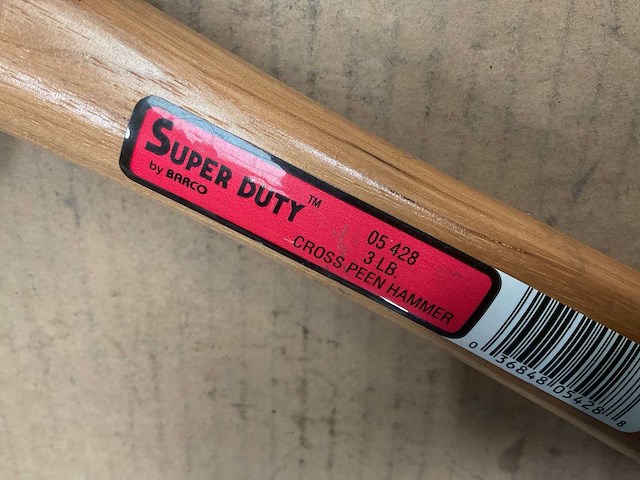 SUPER DUTY™
by BARCO
05 428
3 LB.
CROSS PEEN HAMMER
0 36848 05428 8